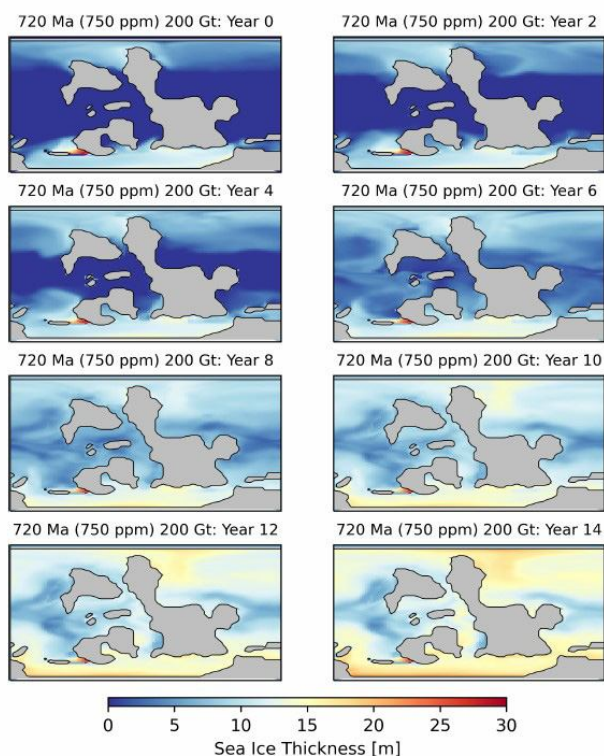 720 Ma (750 ppm) 200 Gt: Year 0
720 Ma (750 ppm) 200 Gt: Year 2
720 Ma (750 ppm) 200 Gt: Year 4
720 Ma (750 ppm) 200 Gt: Year 6
720 Ma (750 ppm) 200 Gt: Year 8
720 Ma (750 ppm) 200 Gt: Year 10
720 Ma (750 ppm) 200 Gt: Year 12
720 Ma (750 ppm) 200 Gt: Year 14
0 5 10 15 20 25 30
Sea Ice Thickness [m]